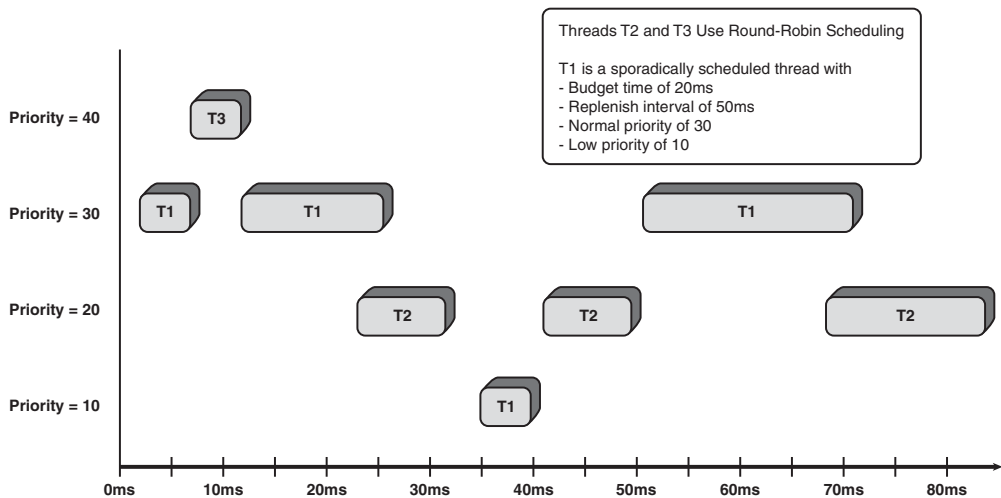 Threads T2 and T3 Use Round-Robin Scheduling
T1 is a sporadically scheduled thread with
- Budget time of 20ms
- Replenish interval of 50ms
- Normal priority of 30
- Low priority of 10
Priority = 40
T3
Priority = 30
T1
T1
T1
Priority = 20
T2
T2
T2
Priority = 10
T1
0ms
10ms
20ms
30ms
40ms
50ms
60ms
70ms
80ms